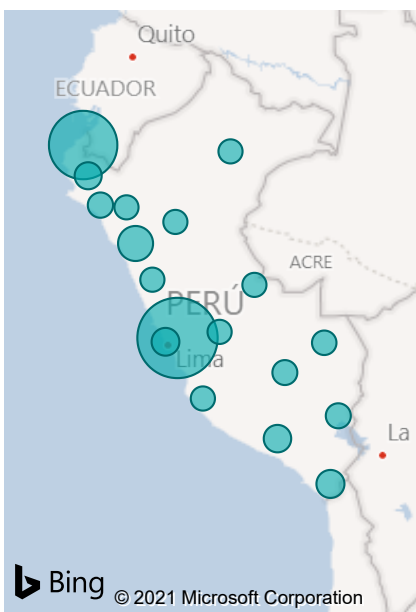 Quito
ECUADOR
ACRE
PERÚ
Lima
La
Bing
© 2021 Microsoft Corporation